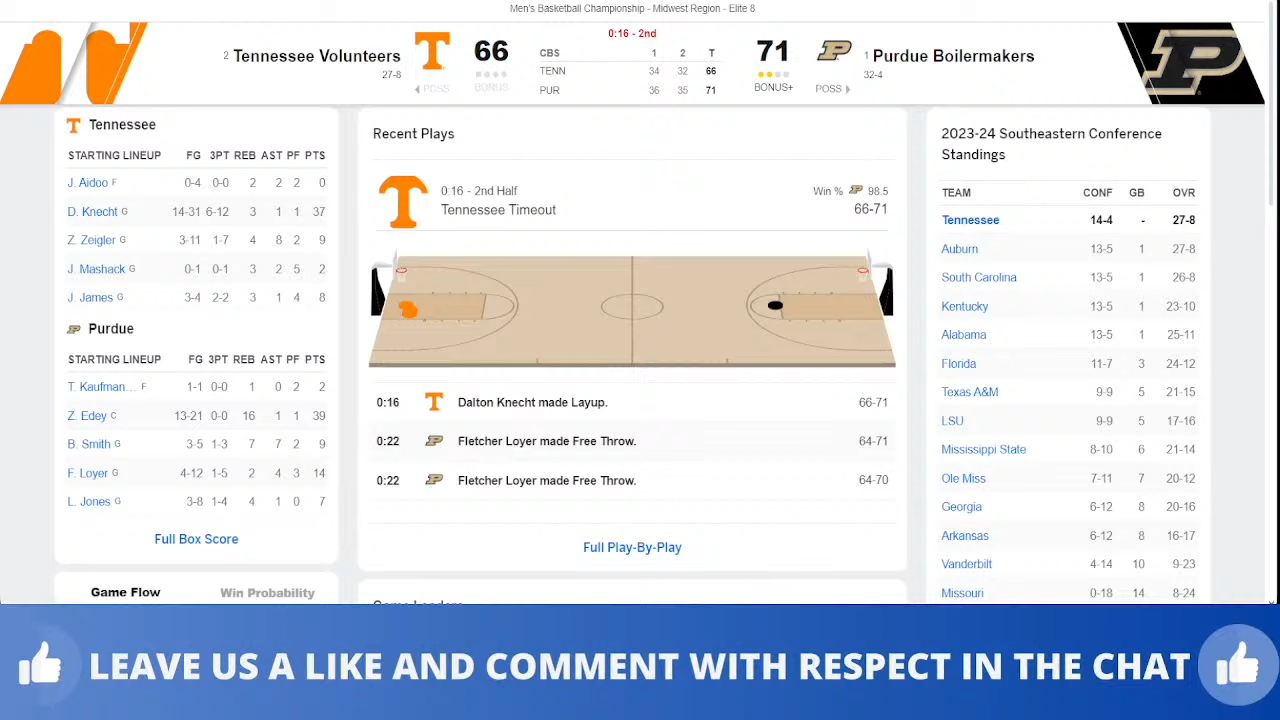 Men's Basketball Championship - Midwest Region - Elite 8
2 Tennessee Volunteers
27-8
T
66
POSS
BONUS
0:16 - 2nd
CBS 1 2 T
TENN 34 32 66
PUR 36 35 71
71
BONUS+
P
POSS
1 Purdue Boilermakers
32-4
P
T Tennessee
STARTING LINEUP FG 3PT REB AST PF PTS
J. Aidoo F 0-4 0-0 2 2 2 0
D. Knecht G 14-31 6-12 3 1 1 37
Z. Zeigler G 3-11 1-7 4 8 2 9
J. Mashack G 0-1 0-1 3 2 5 2
J. James G 3-4 2-2 3 1 4 8
P Purdue
STARTING LINEUP FG 3PT REB AST PF PTS
T. Kaufman... F 1-1 0-0 1 0 2 2
Z. Edey C 13-21 0-0 16 1 1 39
B. Smith G 3-5 1-3 7 7 2 9
F. Loyer G 4-12 1-5 2 4 3 14
L. Jones G 3-8 1-4 4 1 0 7
Full Box Score
Game Flow Win Probability
Recent Plays
T
0:16 - 2nd Half
Tennessee Timeout
Win % P 98.5
66-71
0:16 T Dalton Knecht made Layup. 66-71
0:22 P Fletcher Loyer made Free Throw. 64-71
0:22 P Fletcher Loyer made Free Throw. 64-70
Full Play-By-Play
Game Leaders
2023-24 Southeastern Conference
Standings
TEAM CONF GB OVR
Tennessee 14-4 - 27-8
Auburn 13-5 1 27-8
South Carolina 13-5 1 26-8
Kentucky 13-5 1 23-10
Alabama 13-5 1 25-11
Florida 11-7 3 24-12
Texas A&M 9-9 5 21-15
LSU 9-9 5 17-16
Mississippi State 8-10 6 21-14
Ole Miss 7-11 7 20-12
Georgia 6-12 8 20-16
Arkansas 6-12 8 16-17
Vanderbilt 4-14 10 9-23
Missouri 0-18 14 8-24
LEAVE US A LIKE AND COMMENT WITH RESPECT IN THE CHAT